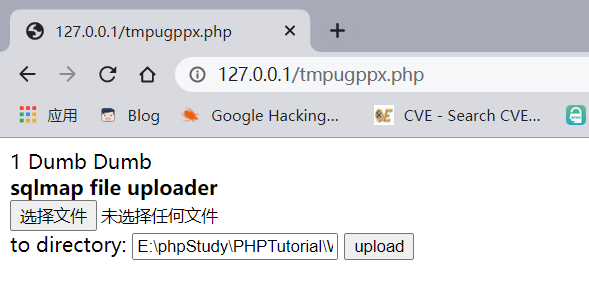 127.0.0.1/tmpugppx.php
127.0.0.1/tmpugppx.php
应用 Blog Google Hacking... CVE - Search CVE...
1 Dumb Dumb
sqlmap file uploader
选择文件 未选择任何文件
to directory: E:\phpStudy\PHPTutorial\ upload